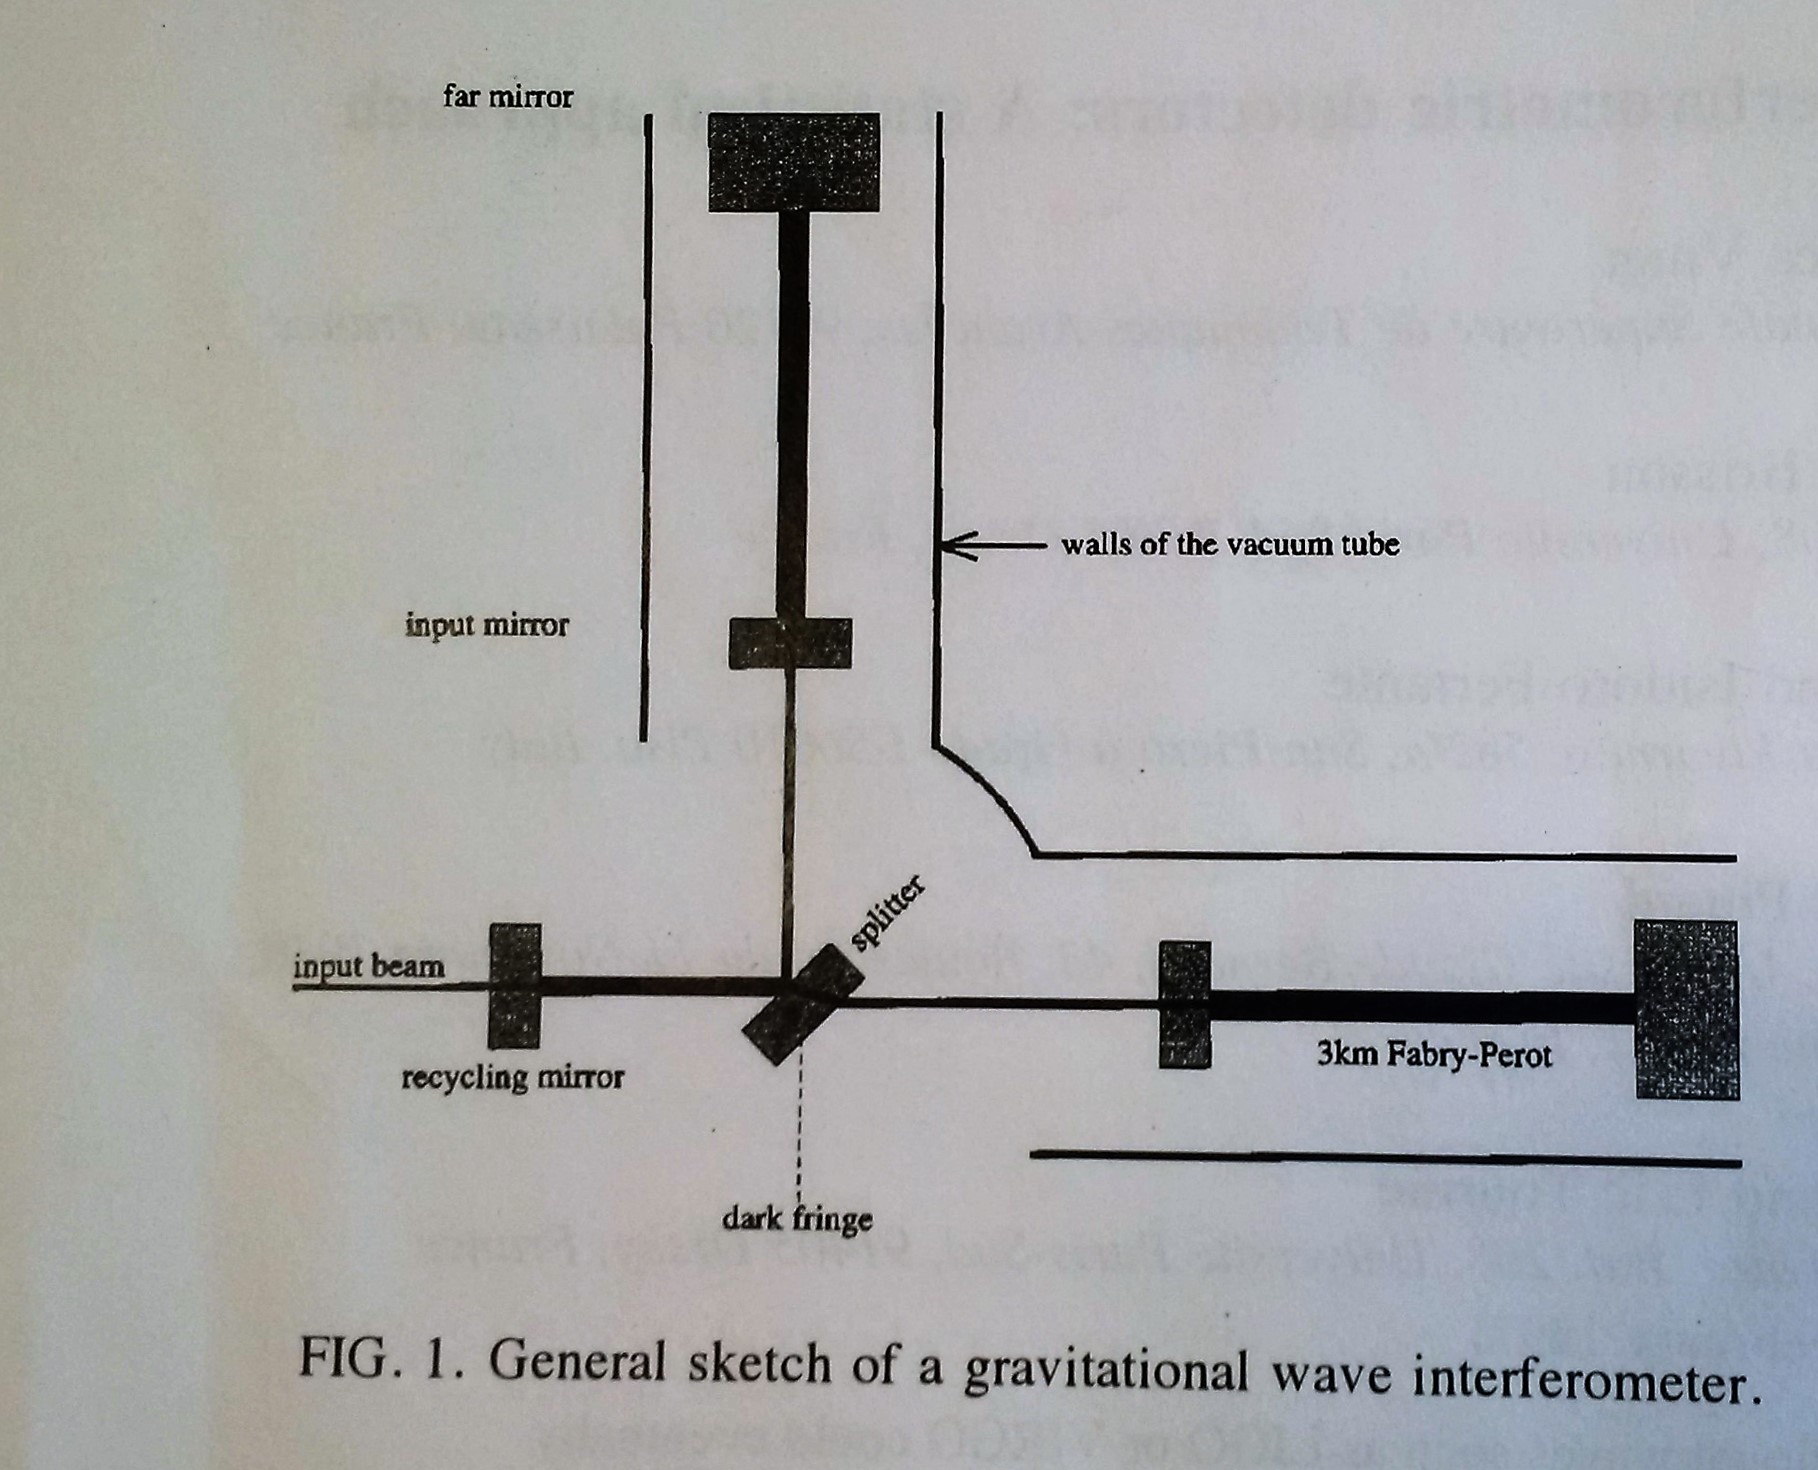 far mirror
walls of the vacuum tube
input mirror
splitter
input beam
3km Fabry-Perot
recycling mirror
dark fringe
FIG. 1. General sketch of a gravitational wave interferometer.